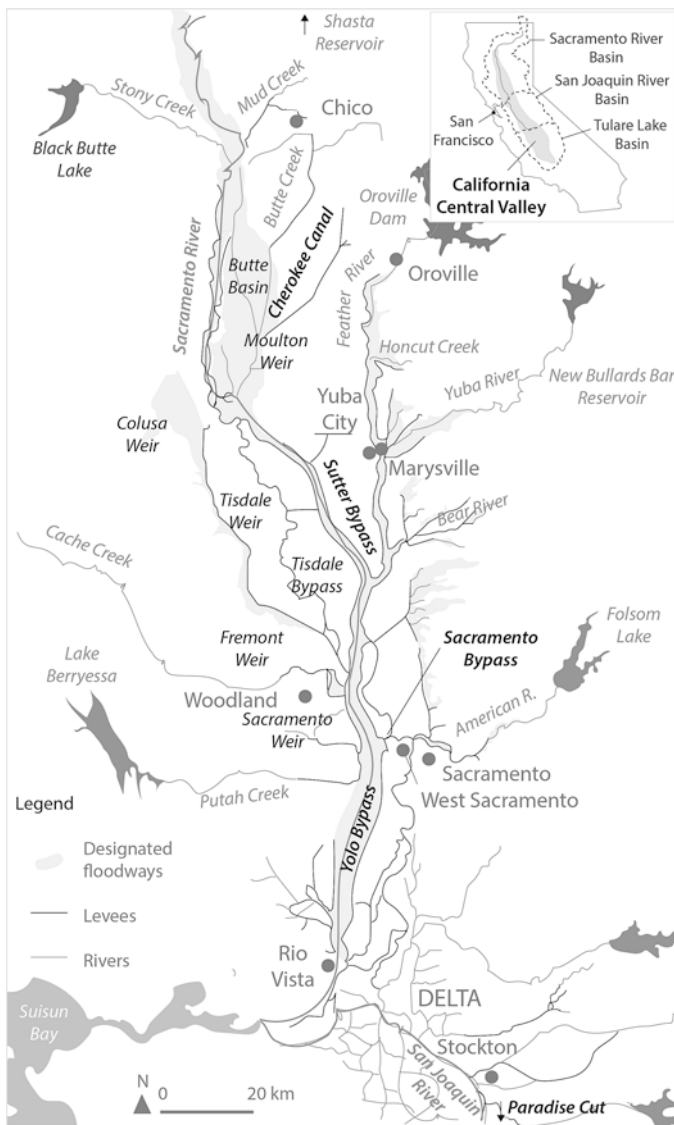 Shasta
Reservoir
Stony Creek
Mud Creek
Chico
Black Butte
Lake
Sacramento River
Basin
San Joaquin River
Basin
San
Francisco
Tulare Lake
Basin
California
Central Valley
Butte Creek
Oroville
Dam
Cherokee Canal
Sacramento River
Butte
Basin
Feather River
Oroville
Moulton
Weir
Honcut Creek
Yuba River
New Bullards Bar
Reservoir
Yuba
City
Colusa
Weir
Marysville
Sutter Bypass
Tisdale
Weir
Bear River
Cache Creek
Tisdale
Bypass
Fremont
Weir
Sacramento
Bypass
Folsom
Lake
Lake
Berryessa
Woodland
Sacramento
Weir
American R.
Sacramento
West Sacramento
Putah Creek
Legend
Yolo Bypass
Designated
floodways
Levees
Rivers
Rio
Vista
DELTA
Suisun
Bay
Stockton
San Joaquin
River
N
0 20 km
Paradise Cut